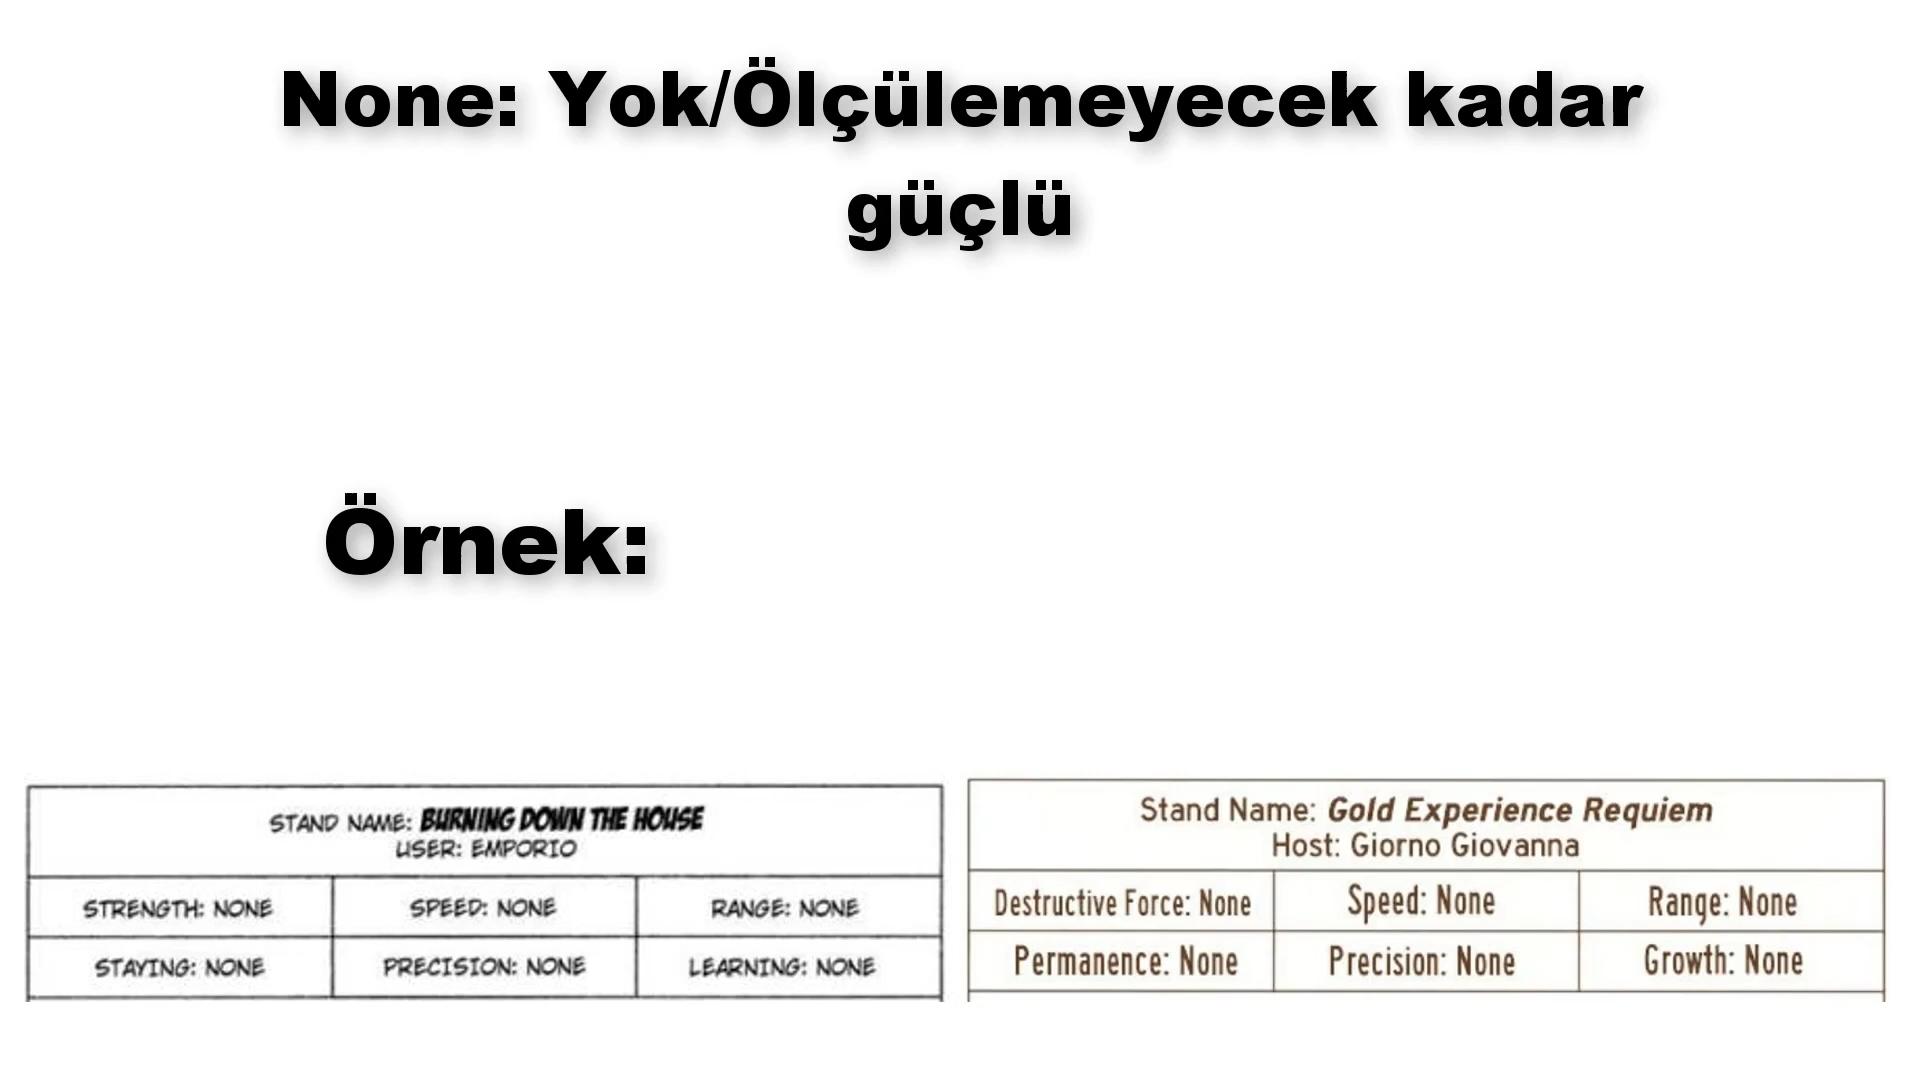 None: Yok/Ölçülemeyecek kadar
güçlü
Örnek:
STAND NAME: BURNING DOWN THE HOUSE
USER: EMPORIO
STRENGTH: NONE SPEED: NONE RANGE: NONE
STAYING: NONE PRECISION: NONE LEARNING: NONE
Stand Name: Gold Experience Requiem
Host: Giorno Giovanna
Destructive Force: None Speed: None Range: None
Permanence: None Precision: None Growth: None